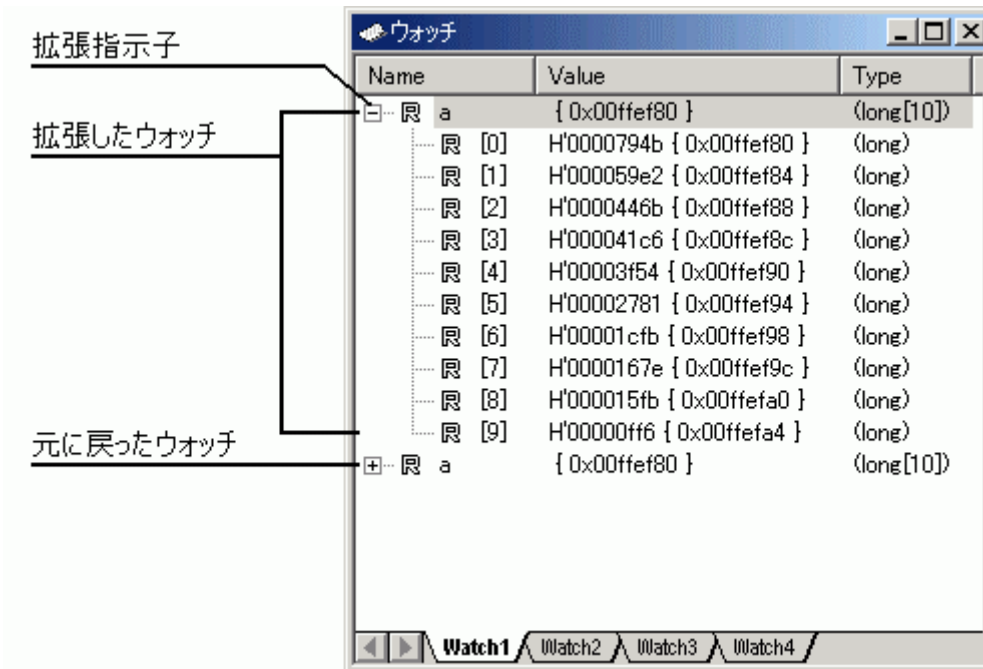 拡張指示子
拡張したウォッチ
元に戻ったウォッチ
ウォッチ
Name Value Type
R a { 0x00ffef80 } (long[10])
R [0] H'0000794b { 0x00ffef80 } (long)
R [1] H'000059e2 { 0x00ffef84 } (long)
R [2] H'0000446b { 0x00ffef88 } (long)
R [3] H'000041c6 { 0x00ffef8c } (long)
R [4] H'00003f54 { 0x00ffef90 } (long)
R [5] H'00002781 { 0x00ffef94 } (long)
R [6] H'00001cfb { 0x00ffef98 } (long)
R [7] H'0000167e { 0x00ffef9c } (long)
R [8] H'000015fb { 0x00ffefa0 } (long)
R [9] H'00000ff6 { 0x00ffefa4 } (long)
R a { 0x00ffef80 } (long[10])
Watch1 Watch2 Watch3 Watch4